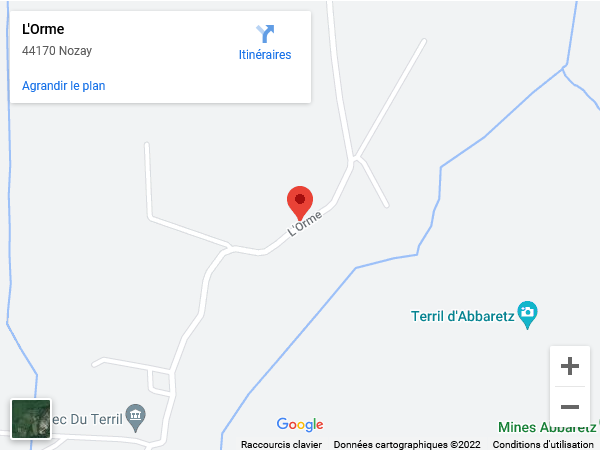 L'Orme
44170 Nozay
Itinéraires
Agrandir le plan
L'Orme
Terril d'Abbaretz
ec Du Terril
Google
Mines Abbaretz
Raccourcis clavier
Données cartographiques ©2022
Conditions d'utilisation